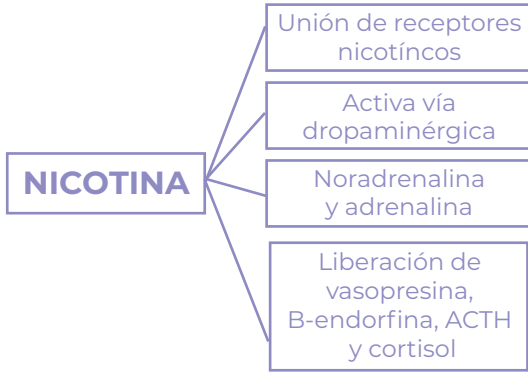 Unión de receptores
nicotíncos
Activa vía
dropaminérgica
NICOTINA
Noradrenalina
y adrenalina
Liberación de
vasopresina,
B-endorfina, ACTH
y cortisol